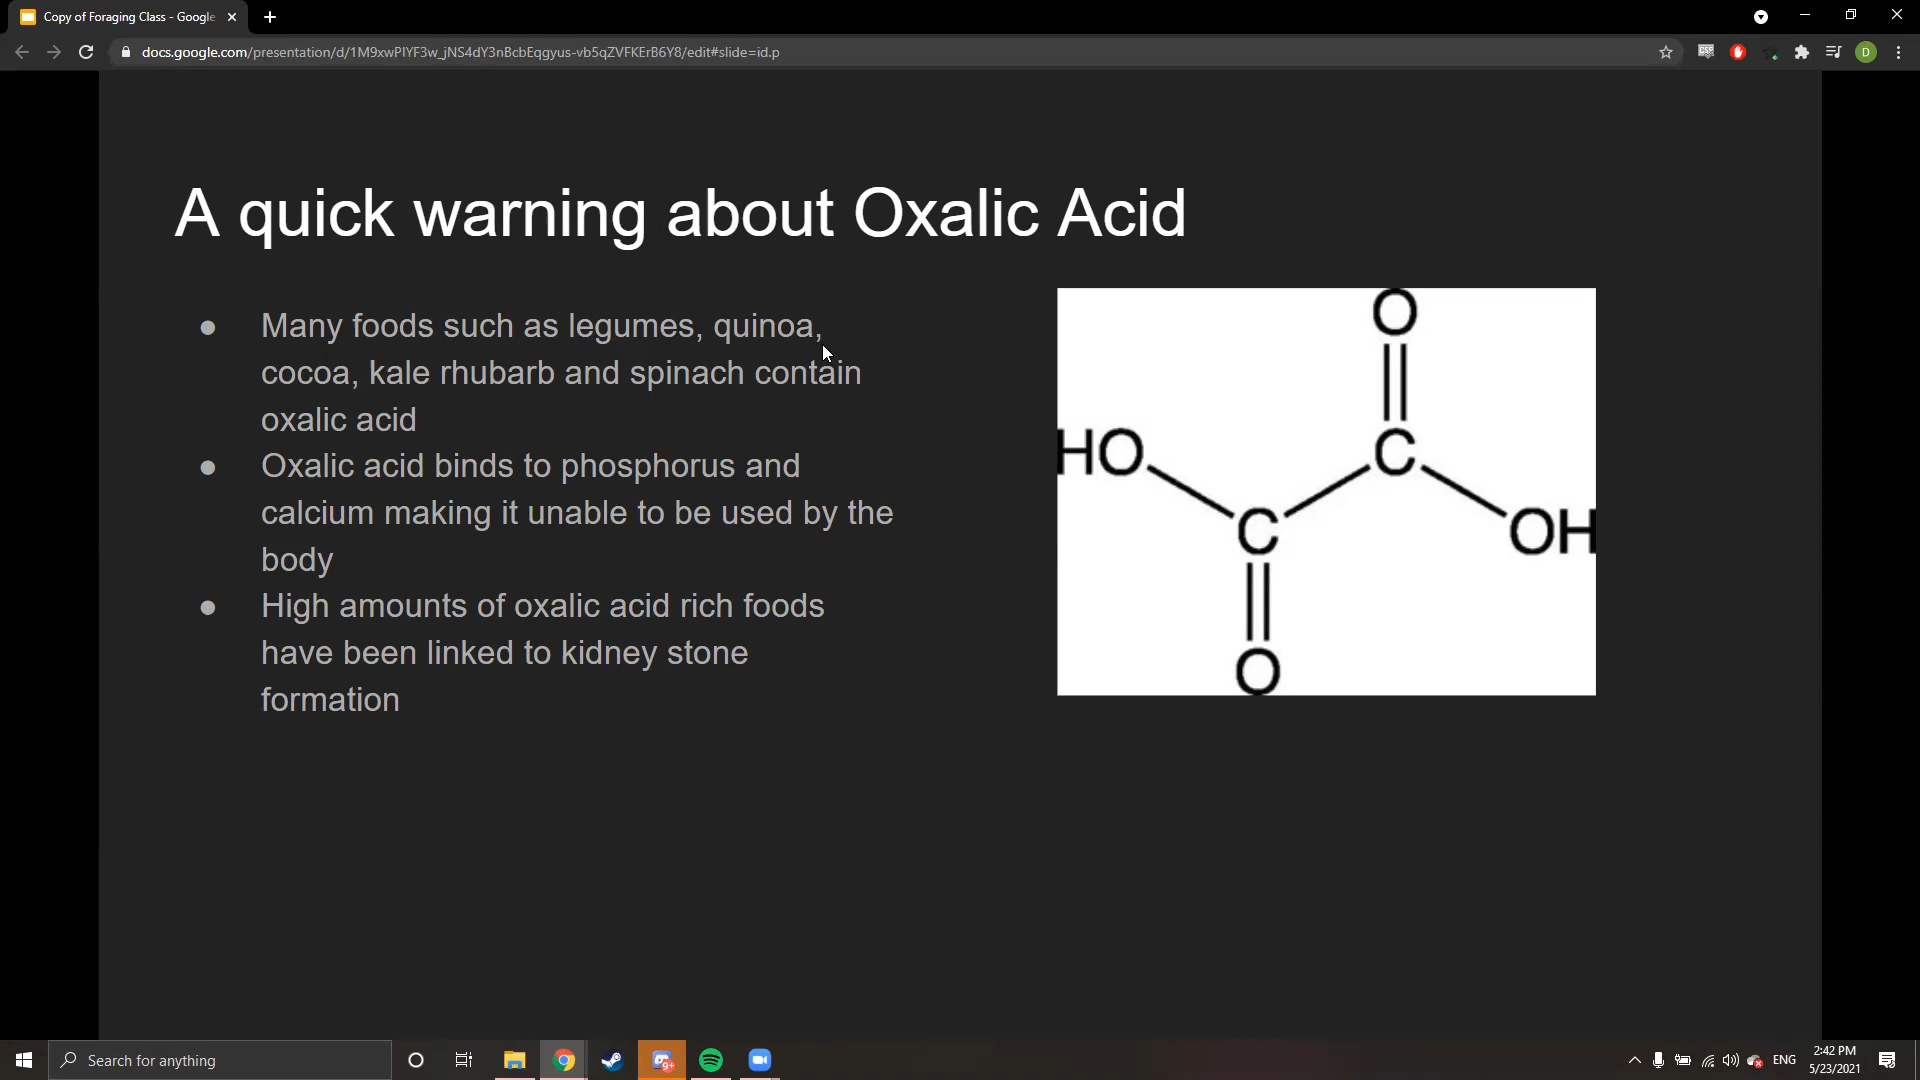 Copy of Foraging Class - Google
docs.google.com/presentation/d/1M9xwPIYF3w_jNS4dY3nBcbEqgyus-vb5qZVFKErB6Y8/edit#slide=id.p
D
A quick warning about Oxalic Acid
● Many foods such as legumes, quinoa,
cocoa, kale rhubarb and spinach contain
oxalic acid
● Oxalic acid binds to phosphorus and
calcium making it unable to be used by the
body
● High amounts of oxalic acid rich foods
have been linked to kidney stone
formation
O
HO
C
C
OH
O
Search for anything
9+
ENG
2:42 PM
5/23/2021